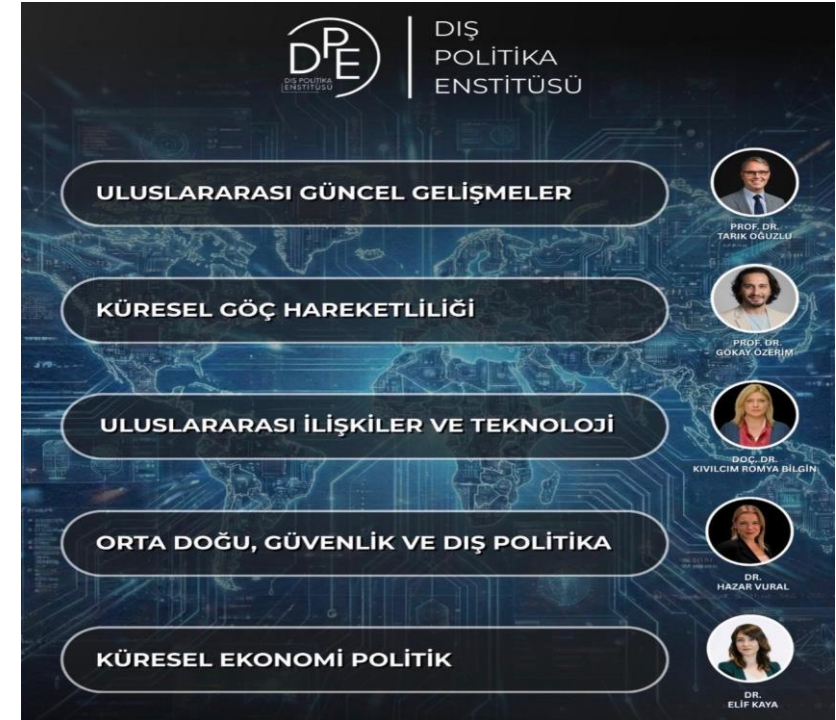 DPE
DIŞ POLİTİKA
ENSTİTÜSÜ
DIŞ
POLİTİKA
ENSTİTÜSÜ
ULUSLARARASI GÜNCEL GELİŞMELER
PROF. DR.
TARIK OĞUZLU
KÜRESEL GÖÇ HAREKETLİLİĞİ
PROF. DR.
GÖKAY ÖZERİM
ULUSLARARASI İLİŞKİLER VE TEKNOLOJİ
DOÇ. DR.
KIVILCIM ROMYA BİLGİN
ORTA DOĞU, GÜVENLİK VE DIŞ POLİTİKA
DR.
HAZAR VURAL
KÜRESEL EKONOMİ POLİTİK
DR.
ELİF KAYA